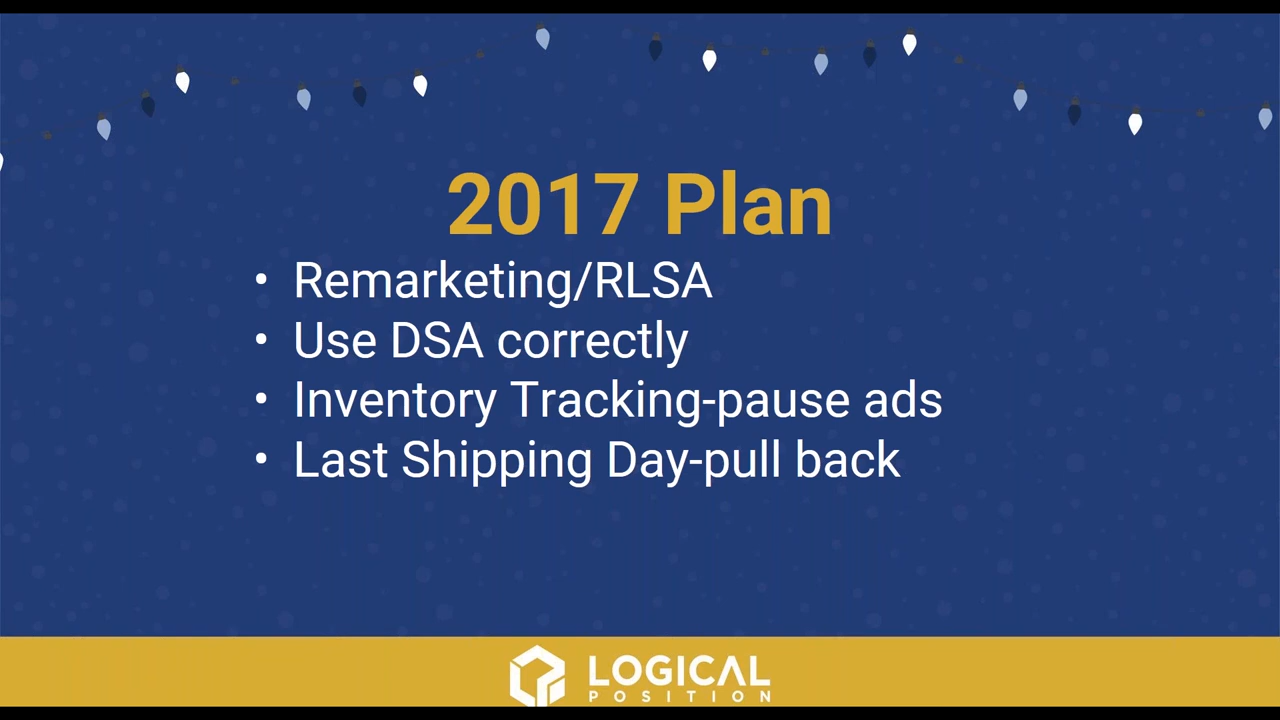 2017 Plan
• Remarketing/RLSA
• Use DSA correctly
• Inventory Tracking-pause ads
• Last Shipping Day-pull back
LOGICAL
POSITION